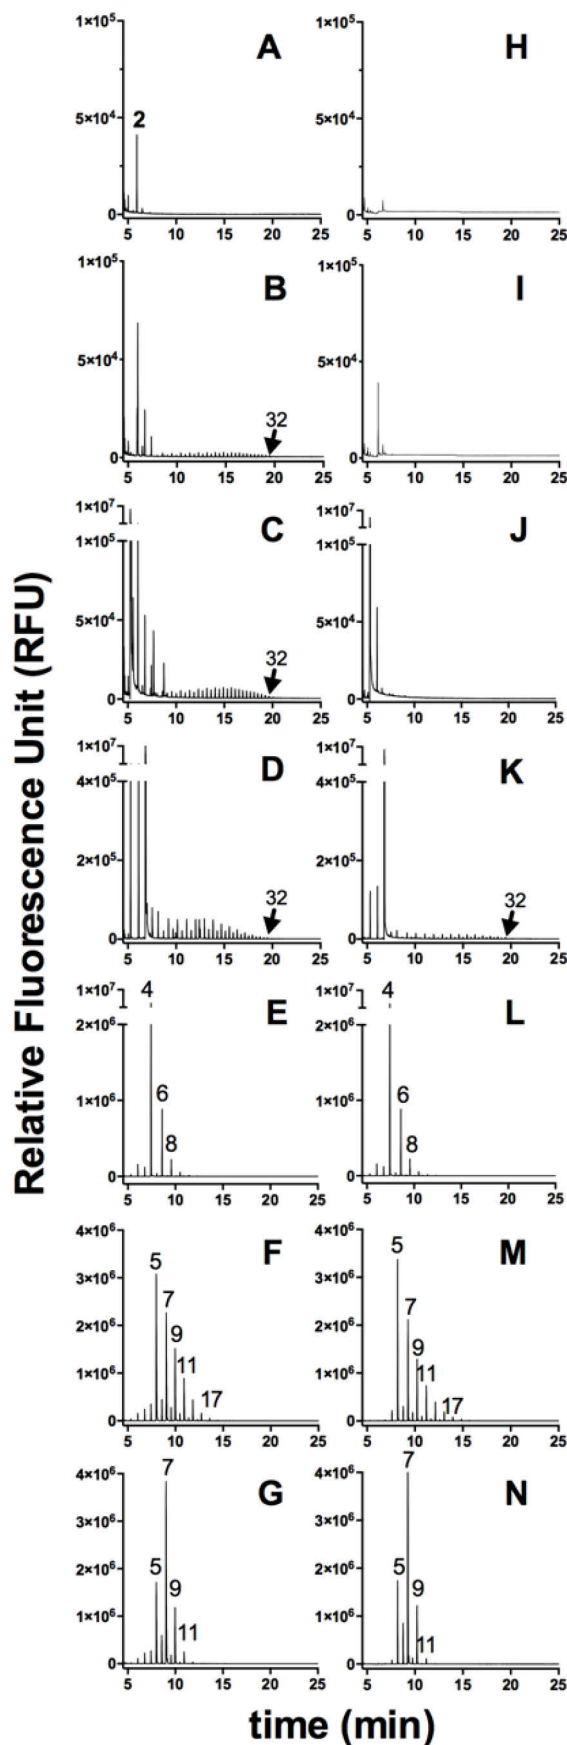 Relative Fluorescence Unit (RFU)
1×10⁵ A 1×10⁵ H
5×10⁴ 2 5×10⁴
0 0
5 10 15 20 25 5 10 15 20 25
1×10⁵ B 1×10⁵ I
5×10⁴ 32 5×10⁴
0 0
5 10 15 20 25 5 10 15 20 25
1×10⁷ C 1×10⁷ J
1×10⁵ 1×10⁵
5×10⁴ 32 5×10⁴
0 0
5 10 15 20 25 5 10 15 20 25
1×10⁷ D 1×10⁷ K
4×10⁵ 4×10⁵
2×10⁵ 32 2×10⁵ 32
0 0
5 10 15 20 25 5 10 15 20 25
1×10⁷ 4 E 1×10⁷ 4 L
2×10⁶ 2×10⁶
1×10⁶ 6 1×10⁶ 6
8 8
0 0
5 10 15 20 25 5 10 15 20 25
4×10⁶ F 4×10⁶ M
3×10⁶ 5 3×10⁶ 5
2×10⁶ 7 2×10⁶ 7
9 9
1×10⁶ 11 1×10⁶ 11
17 17
0 0
5 10 15 20 25 5 10 15 20 25
4×10⁶ 7 G 4×10⁶ 7 N
3×10⁶ 3×10⁶
2×10⁶ 5 2×10⁶ 5
1×10⁶ 9 1×10⁶ 9
11 11
0 0
5 10 15 20 25 5 10 15 20 25
time (min)